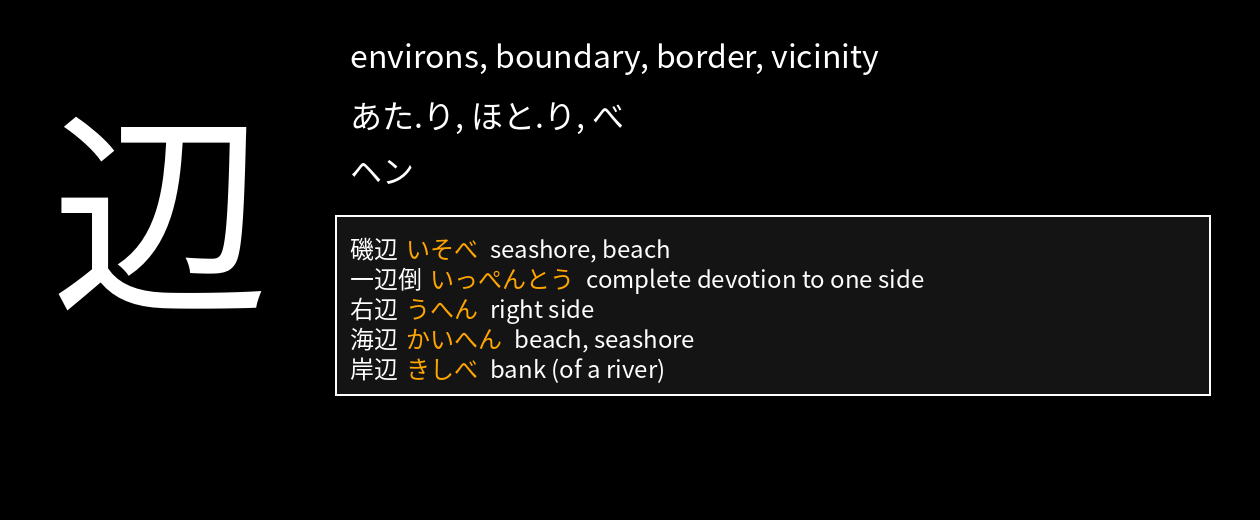 辺
environs, boundary, border, vicinity
あた.り, ほと.り, べ
ヘン
磯辺 いそべ seashore, beach
一辺倒 いっぺんとう complete devotion to one side
右辺 うへん right side
海辺 かいへん beach, seashore
岸辺 きしべ bank (of a river)